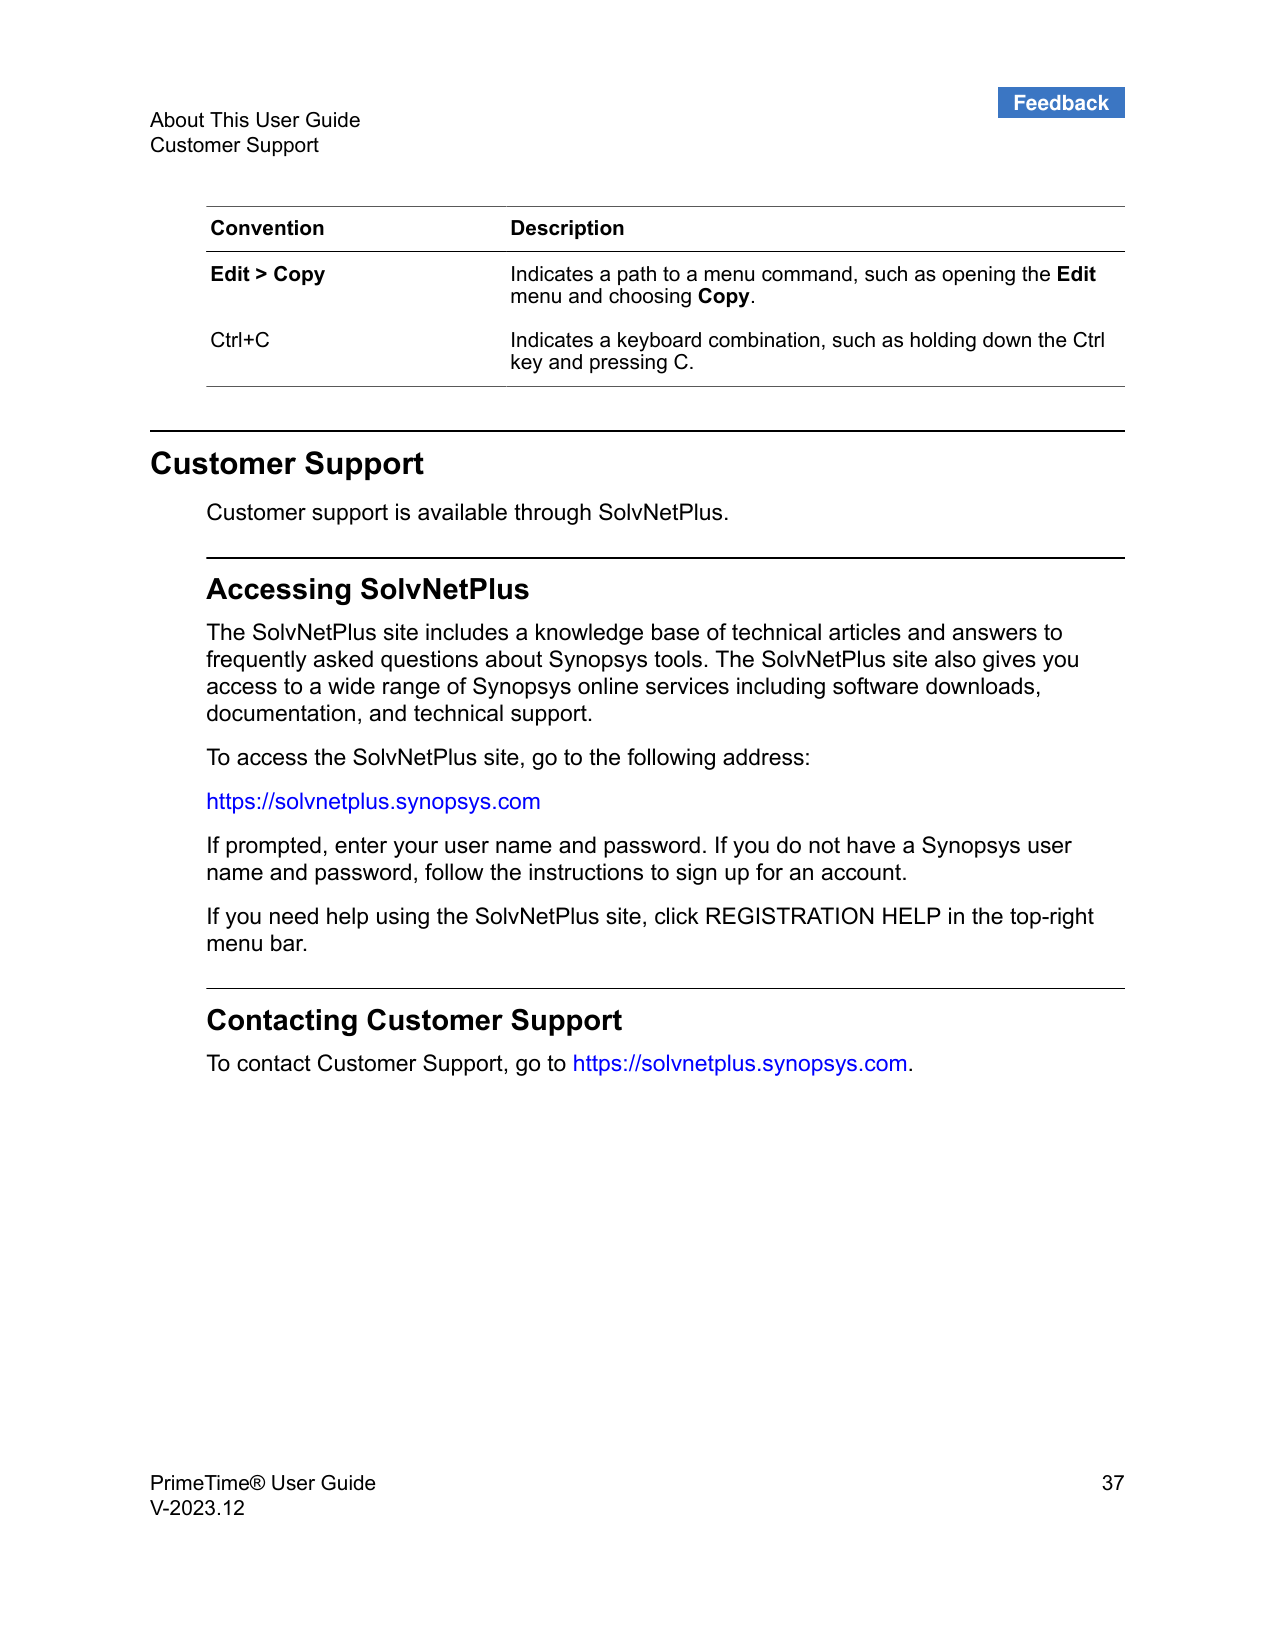 Feedback
About This User Guide
Customer Support
Convention Description
Edit > Copy Indicates a path to a menu command, such as opening the Edit
menu and choosing Copy.
Ctrl+C Indicates a keyboard combination, such as holding down the Ctrl
key and pressing C.
Customer Support
Customer support is available through SolvNetPlus.
Accessing SolvNetPlus
The SolvNetPlus site includes a knowledge base of technical articles and answers to
frequently asked questions about Synopsys tools. The SolvNetPlus site also gives you
access to a wide range of Synopsys online services including software downloads,
documentation, and technical support.
To access the SolvNetPlus site, go to the following address:
https://solvnetplus.synopsys.com
If prompted, enter your user name and password. If you do not have a Synopsys user
name and password, follow the instructions to sign up for an account.
If you need help using the SolvNetPlus site, click REGISTRATION HELP in the top-right
menu bar.
Contacting Customer Support
To contact Customer Support, go to https://solvnetplus.synopsys.com.
PrimeTime® User Guide 37
V-2023.12